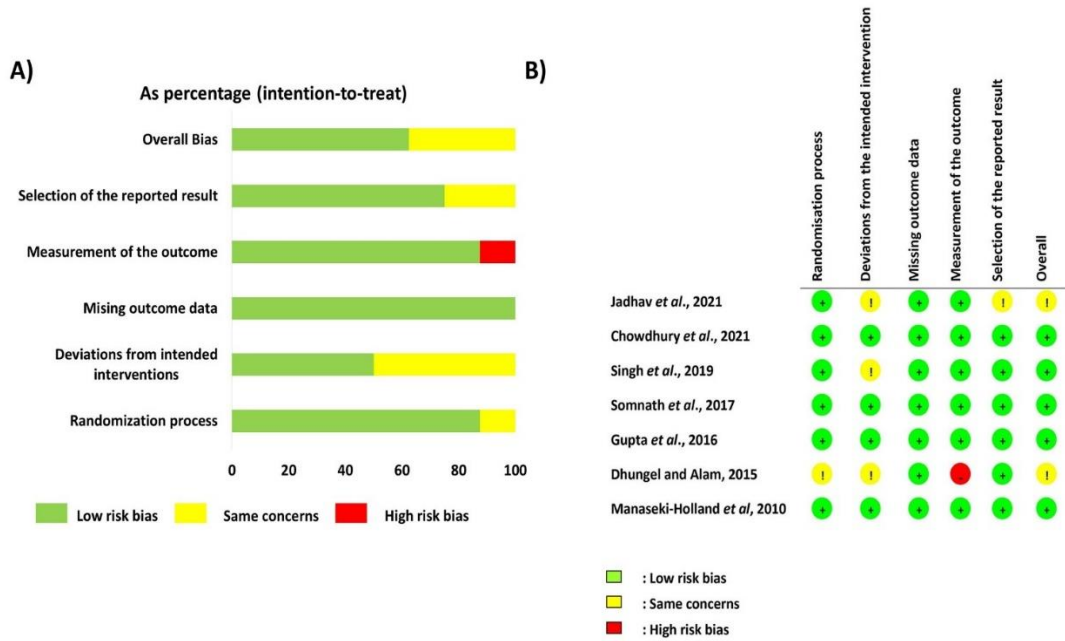 A)
As percentage (intention-to-treat)
Overall Bias
Selection of the reported result
Measurement of the outcome
Mising outcome data
Deviations from intended
interventions
Randomization process
0 20 40 60 80 100
Low risk bias Same concerns High risk bias
B)
Randomisation process
Deviations from the intended intervention
Missing outcome data
Measurement of the outcome
Selection of the reported result
Overall
Jadhav et al., 2021 + ! + + ! !
Chowdhury et al., 2021 + + + + + +
Singh et al., 2019 + ! + + + +
Somnath et al., 2017 + + + + + +
Gupta et al., 2016 + + + + + +
Dhungel and Alam, 2015 ! ! + - + !
Manaseki-Holland et al, 2010 + + + + + +
: Low risk bias
: Same concerns
: High risk bias